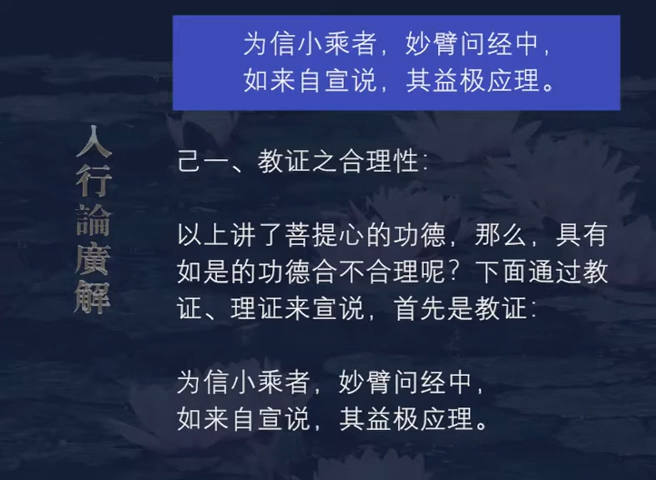 为信小乘者，妙臂问经中，
如来自宣说，其益极应理。
入行論廣解
己一、教证之合理性：
以上讲了菩提心的功德，那么，具有
如是的功德合不合理呢？下面通过教
证、理证来宣说，首先是教证：
为信小乘者，妙臂问经中，
如来自宣说，其益极应理。